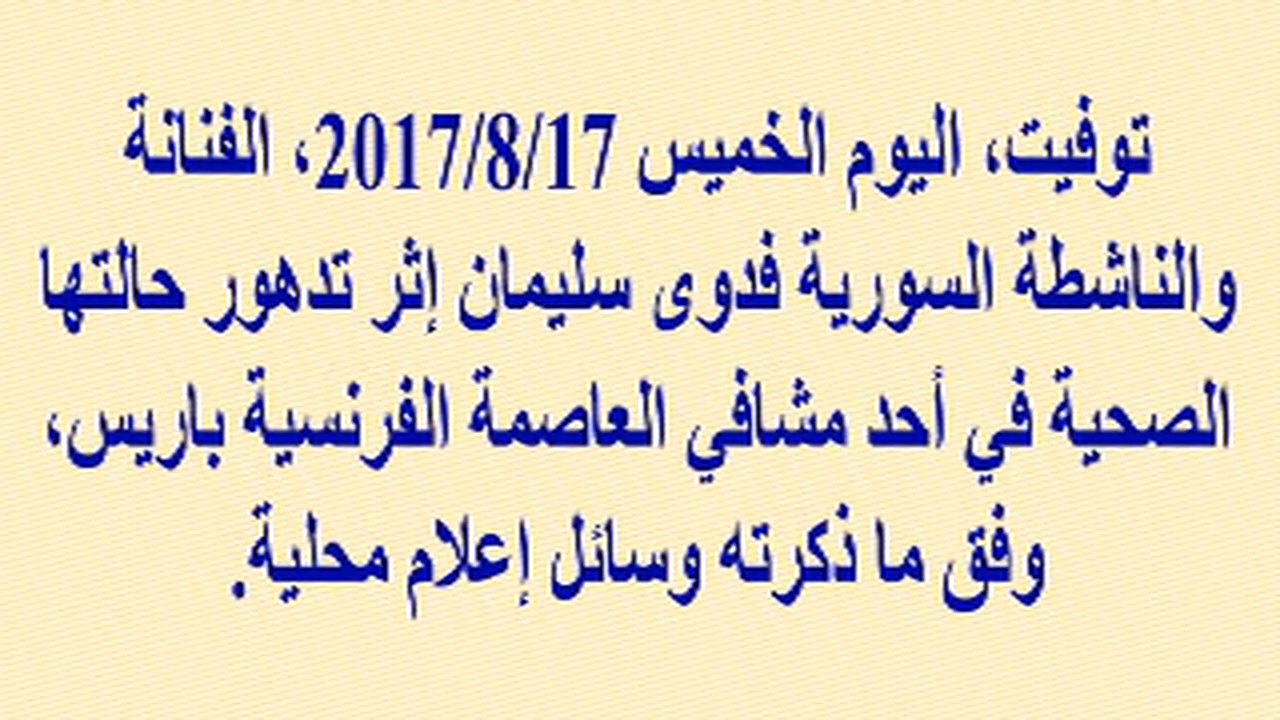 توفيت، اليوم الخميس 2017/8/17، الفنانة
والناشطة السورية فدوى سليمان إثر تدهور حالتها
الصحية في أحد مشافي العاصمة الفرنسية باريس،
وفق ما ذكرته وسائل إعلام محلية.